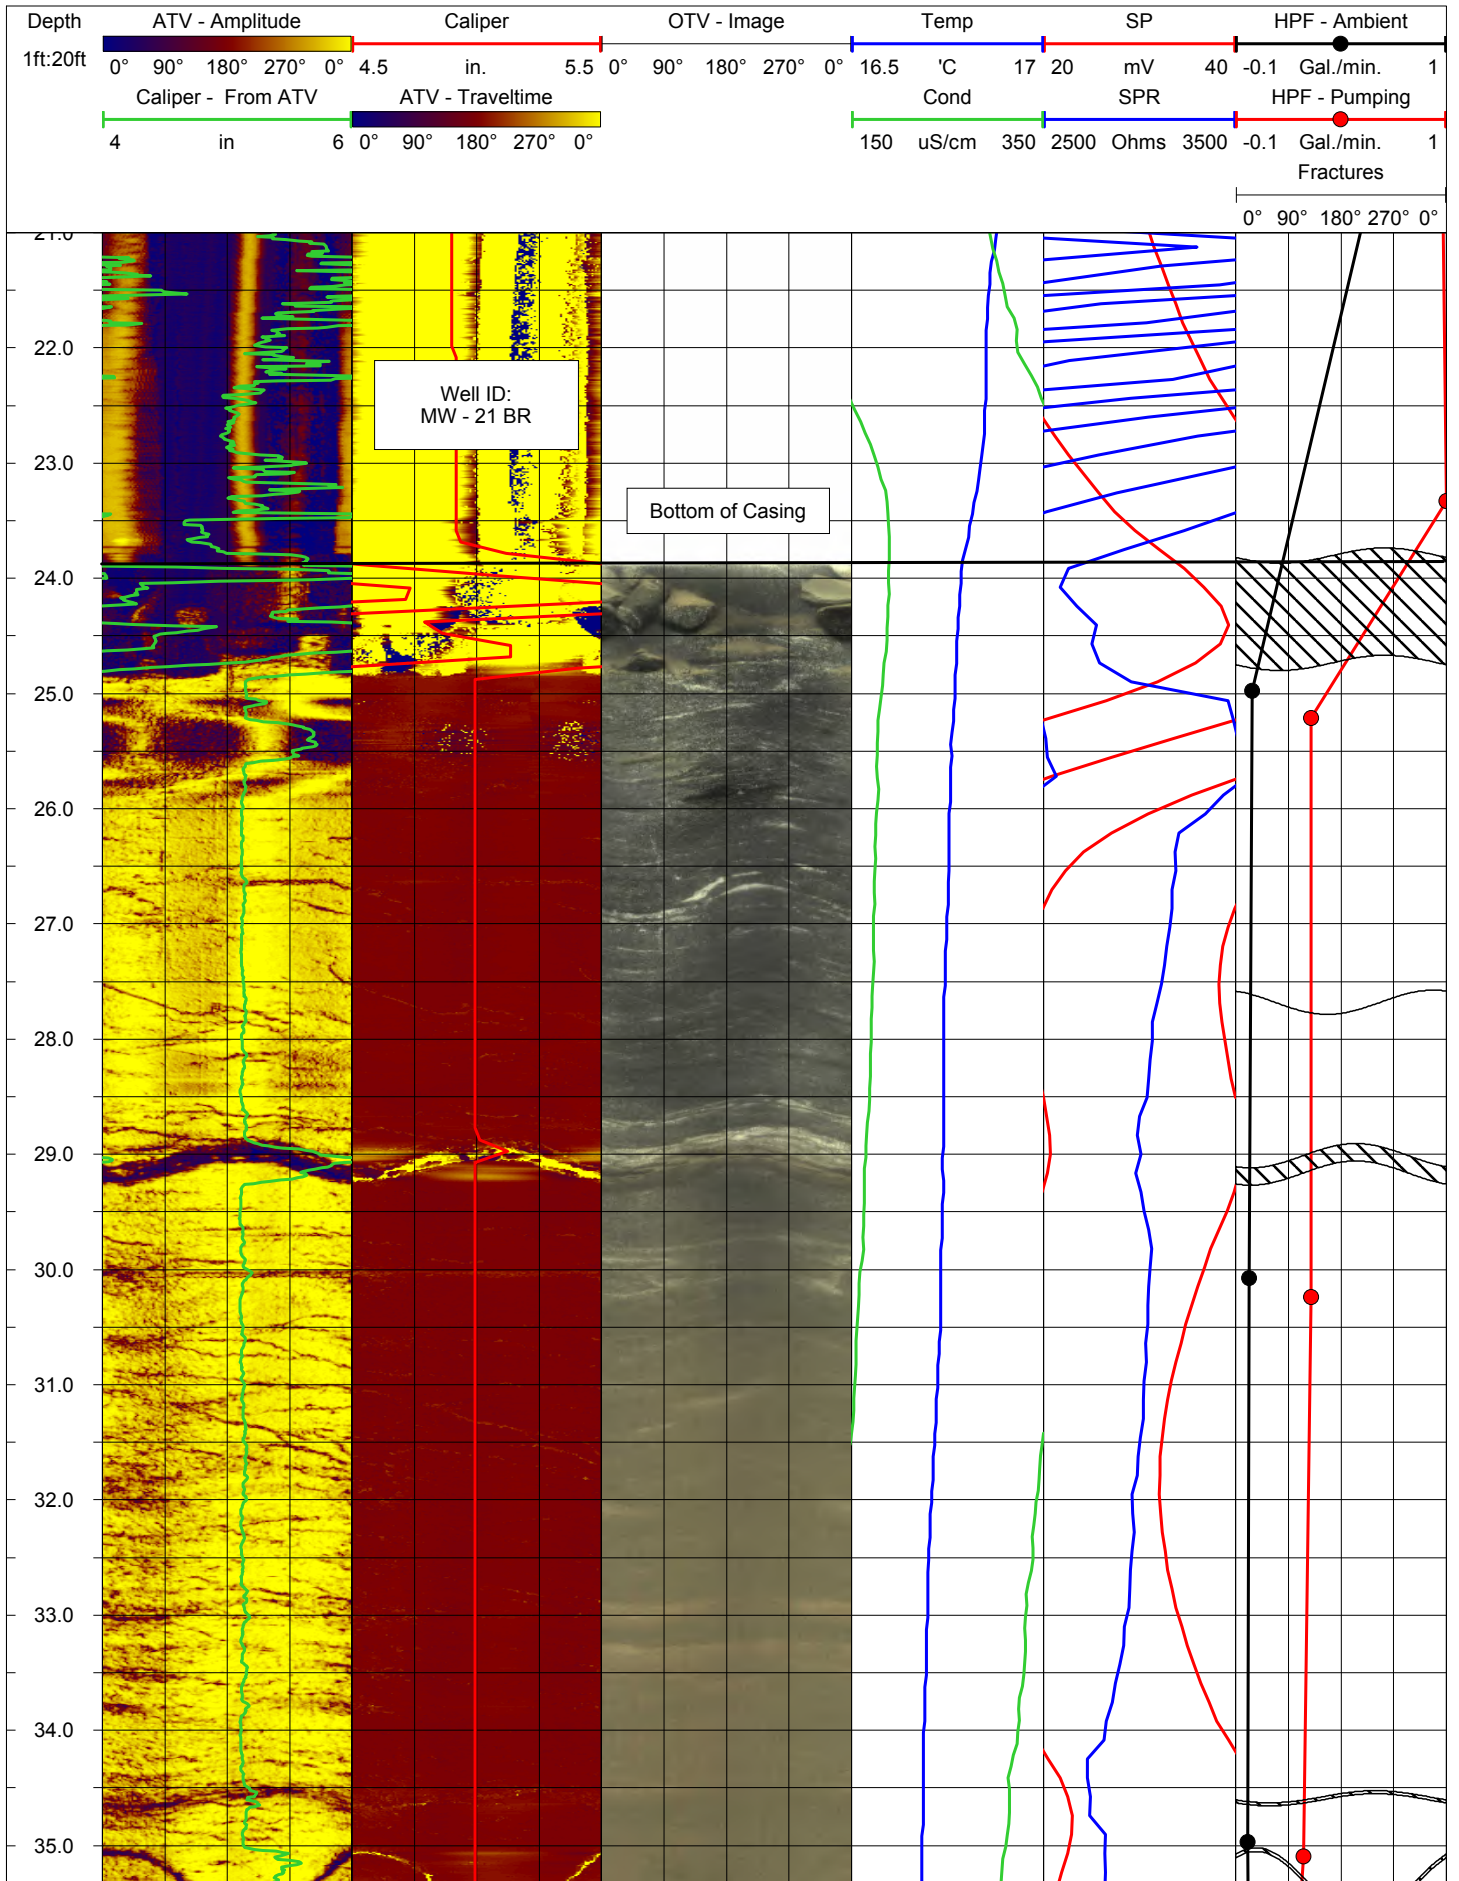 Depth ATV - Amplitude Caliper OTV - Image Temp SP HPF - Ambient
1ft:20ft 0° 90° 180° 270° 0° 4.5 in. 5.5 0° 90° 180° 270° 0° 16.5 'C 17 20 mV 40 -0.1 Gal./min. 1
Caliper - From ATV ATV - Traveltime Cond SPR HPF - Pumping
4 in 6 0° 90° 180° 270° 0° 150 uS/cm 350 2500 Ohms 3500 -0.1 Gal./min. 1
Fractures
0° 90° 180° 270° 0°
21.0
22.0
Well ID:
MW - 21 BR
23.0
Bottom of Casing
24.0
25.0
26.0
27.0
28.0
29.0
30.0
31.0
32.0
33.0
34.0
35.0